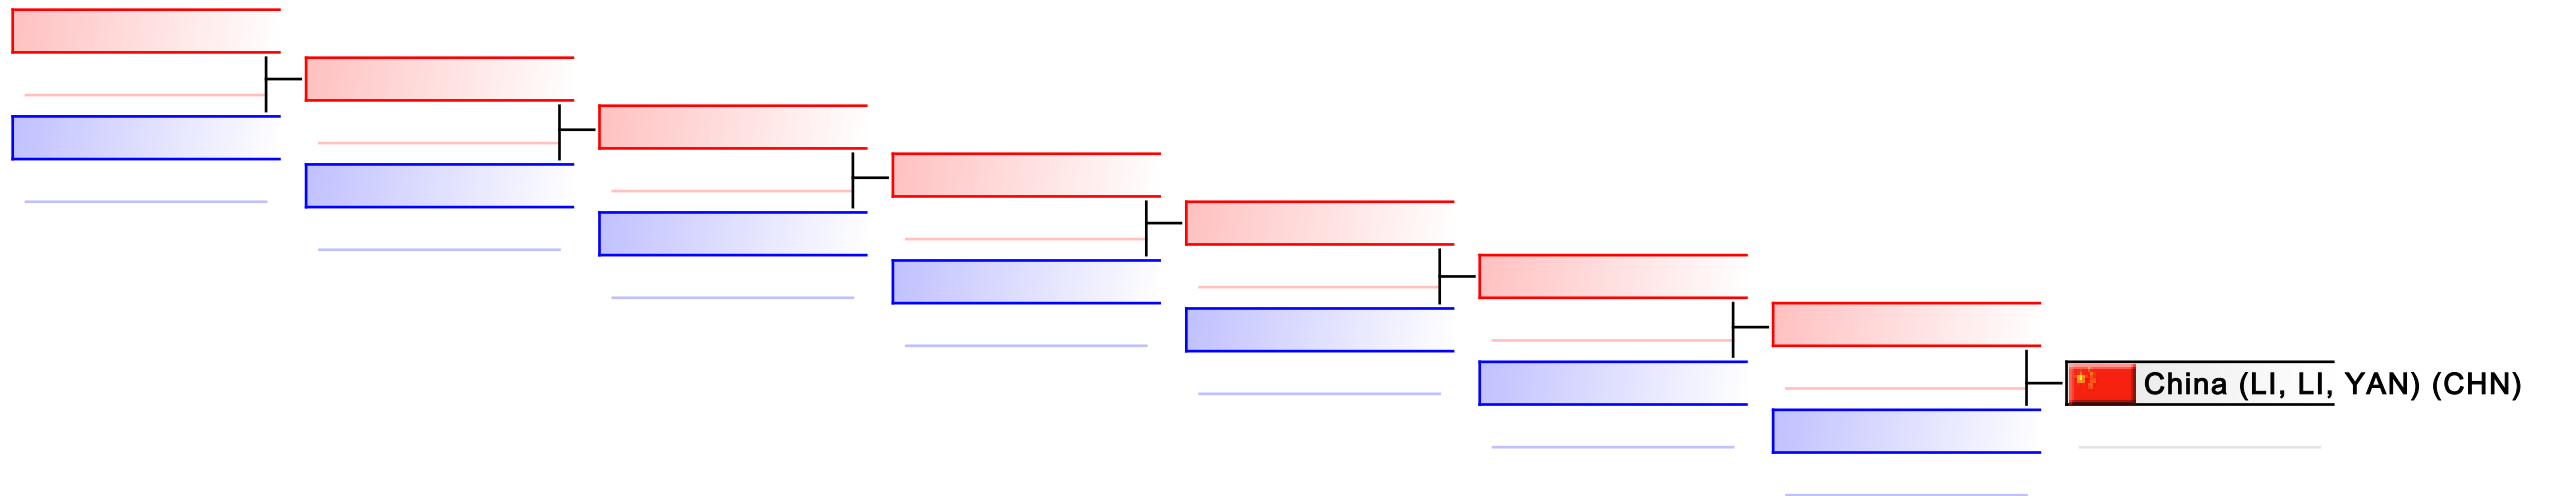 China (LI, LI, YAN) (CHN)